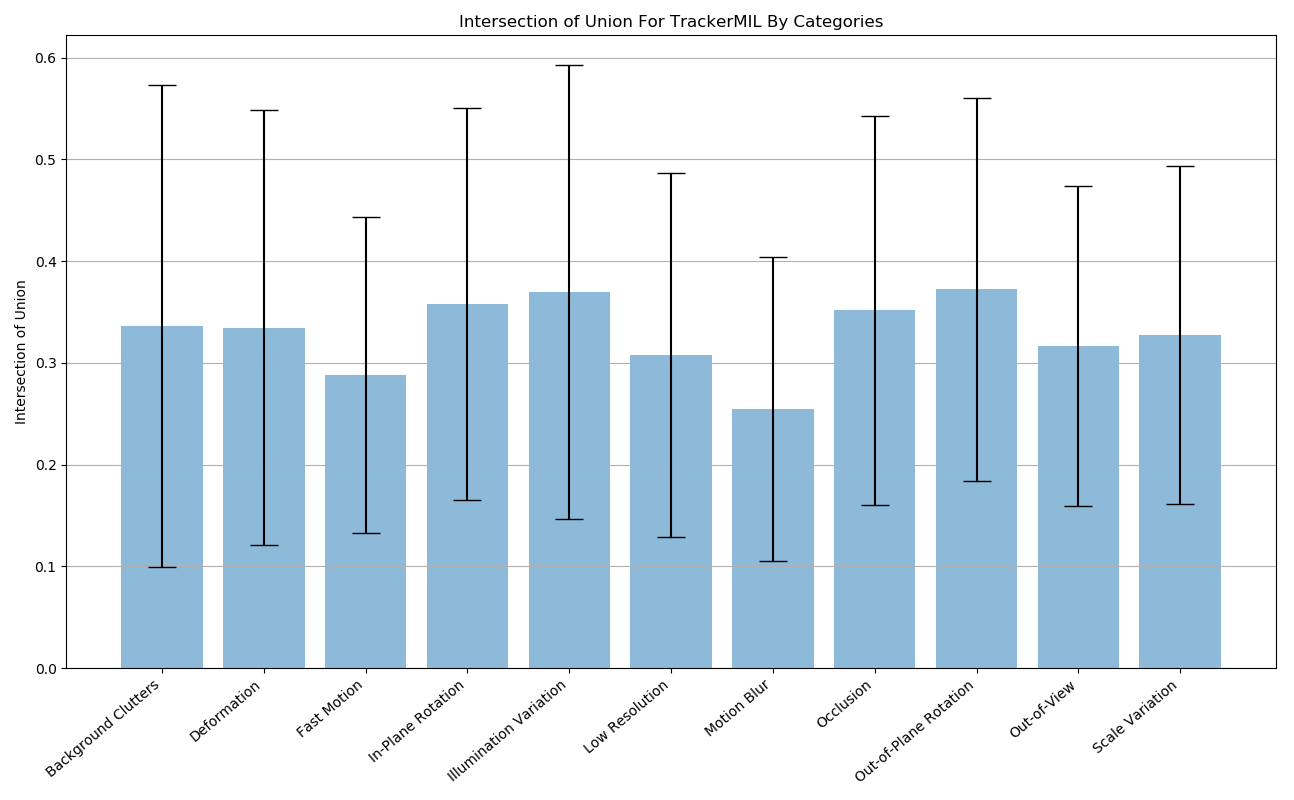 Intersection of Union For TrackerMIL By Categories
Intersection of Union
0.6
0.5
0.4
0.3
0.2
0.1
0.0
Background Clutters
Deformation
Fast Motion
In-Plane Rotation
Illumination Variation
Low Resolution
Motion Blur
Occlusion
Out-of-Plane Rotation
Out-of-View
Scale Variation